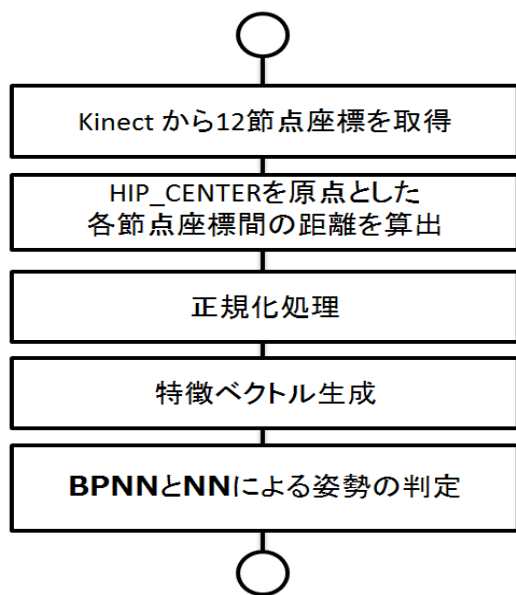 Kinect から12節点座標を取得
HIP_CENTERを原点とした
各節点座標間の距離を算出
正規化処理
特徴ベクトル生成
BPNNとNNによる姿勢の判定